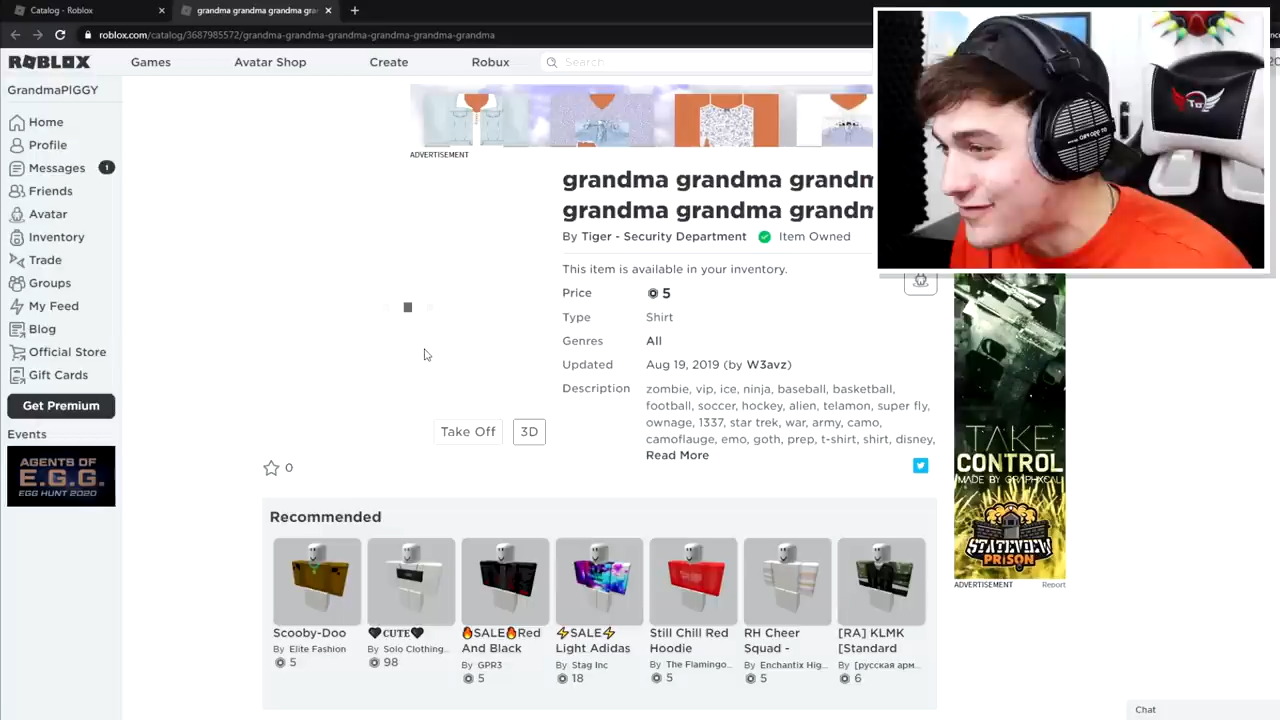 Catalog - Roblox
grandma grandma grandma gra
roblox.com/catalog/3687985572/grandma-grandma-grandma-grandma-grandma-grandma
ROBLOX
Games
Avatar Shop
Create
Robux
Search
GrandmaPIGGY
Home
Profile
Messages
1
Friends
Avatar
Inventory
Trade
Groups
My Feed
Blog
Official Store
Gift Cards
Get Premium
Events
AGENTS OF
E.G.G.
EGG HUNT 2020
ADVERTISEMENT
grandma grandma grandm
grandma grandma grandm
By Tiger - Security Department
Item Owned
This item is available in your inventory.
Price
5
Type
Shirt
Genres
All
Updated
Aug 19, 2019 (by W3avz)
Description
zombie, vip, ice, ninja, baseball, basketball,
football, soccer, hockey, alien, telamon, super fly,
ownage, 1337, star trek, war, army, camo,
camoflauge, emo, goth, prep, t-shirt, shirt, disney,
Read More
Take Off
3D
0
Recommended
Scooby-Doo
By Elite Fashion
5
🖤𝐂𝐔𝐓𝐄🖤
By Solo Clothing...
98
🔥SALE🔥Red
And Black
By GPR3
5
⚡SALE⚡
Light Adidas
By Stag Inc
18
Still Chill Red
Hoodie
By The Flamingo...
5
RH Cheer
Squad -
By Enchantix Hig...
5
[RA] KLMK
[Standard
By [русская арм...
6
TAKE
CONTROL
MADE BY GRAPHXCAL
STATEVIEW
PRISON
ADVERTISEMENT
Report
Chat